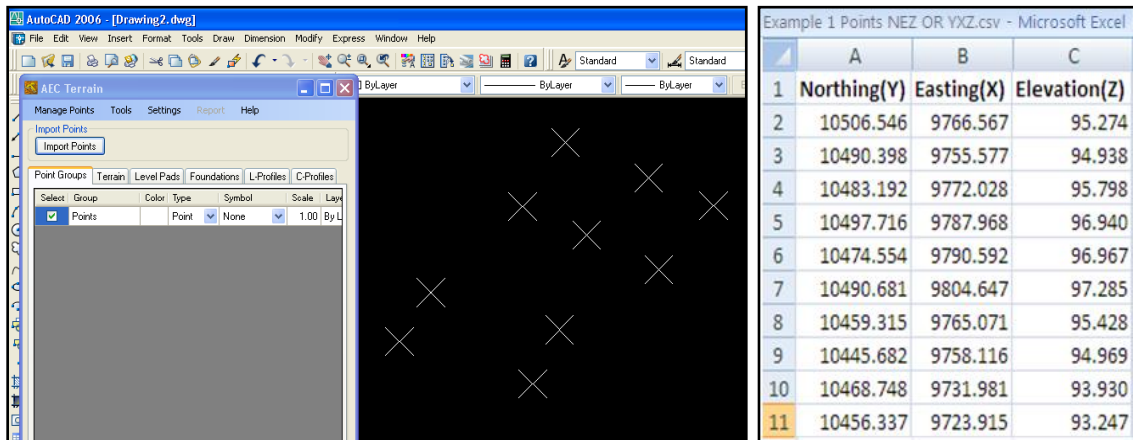 AutoCAD 2006 - [Drawing2.dwg]
File Edit View Insert Format Tools Draw Dimension Modify Express Window Help
Standard Standard
ByLayer ByLayer ByLayer
AEC Terrain
Manage Points Tools Settings Report Help
Import Points
Import Points
Point Groups Terrain Level Pads Foundations L-Profiles C-Profiles
Select Group Color Type Symbol Scale Laye
Points Point None 1.00 By L
Example 1 Points NEZ OR YXZ.csv - Microsoft Excel
A B C
1 Northing(Y) Easting(X) Elevation(Z)
2 10506.546 9766.567 95.274
3 10490.398 9755.577 94.938
4 10483.192 9772.028 95.798
5 10497.716 9787.968 96.940
6 10474.554 9790.592 96.967
7 10490.681 9804.647 97.285
8 10459.315 9765.071 95.428
9 10445.682 9758.116 94.969
10 10468.748 9731.981 93.930
11 10456.337 9723.915 93.247